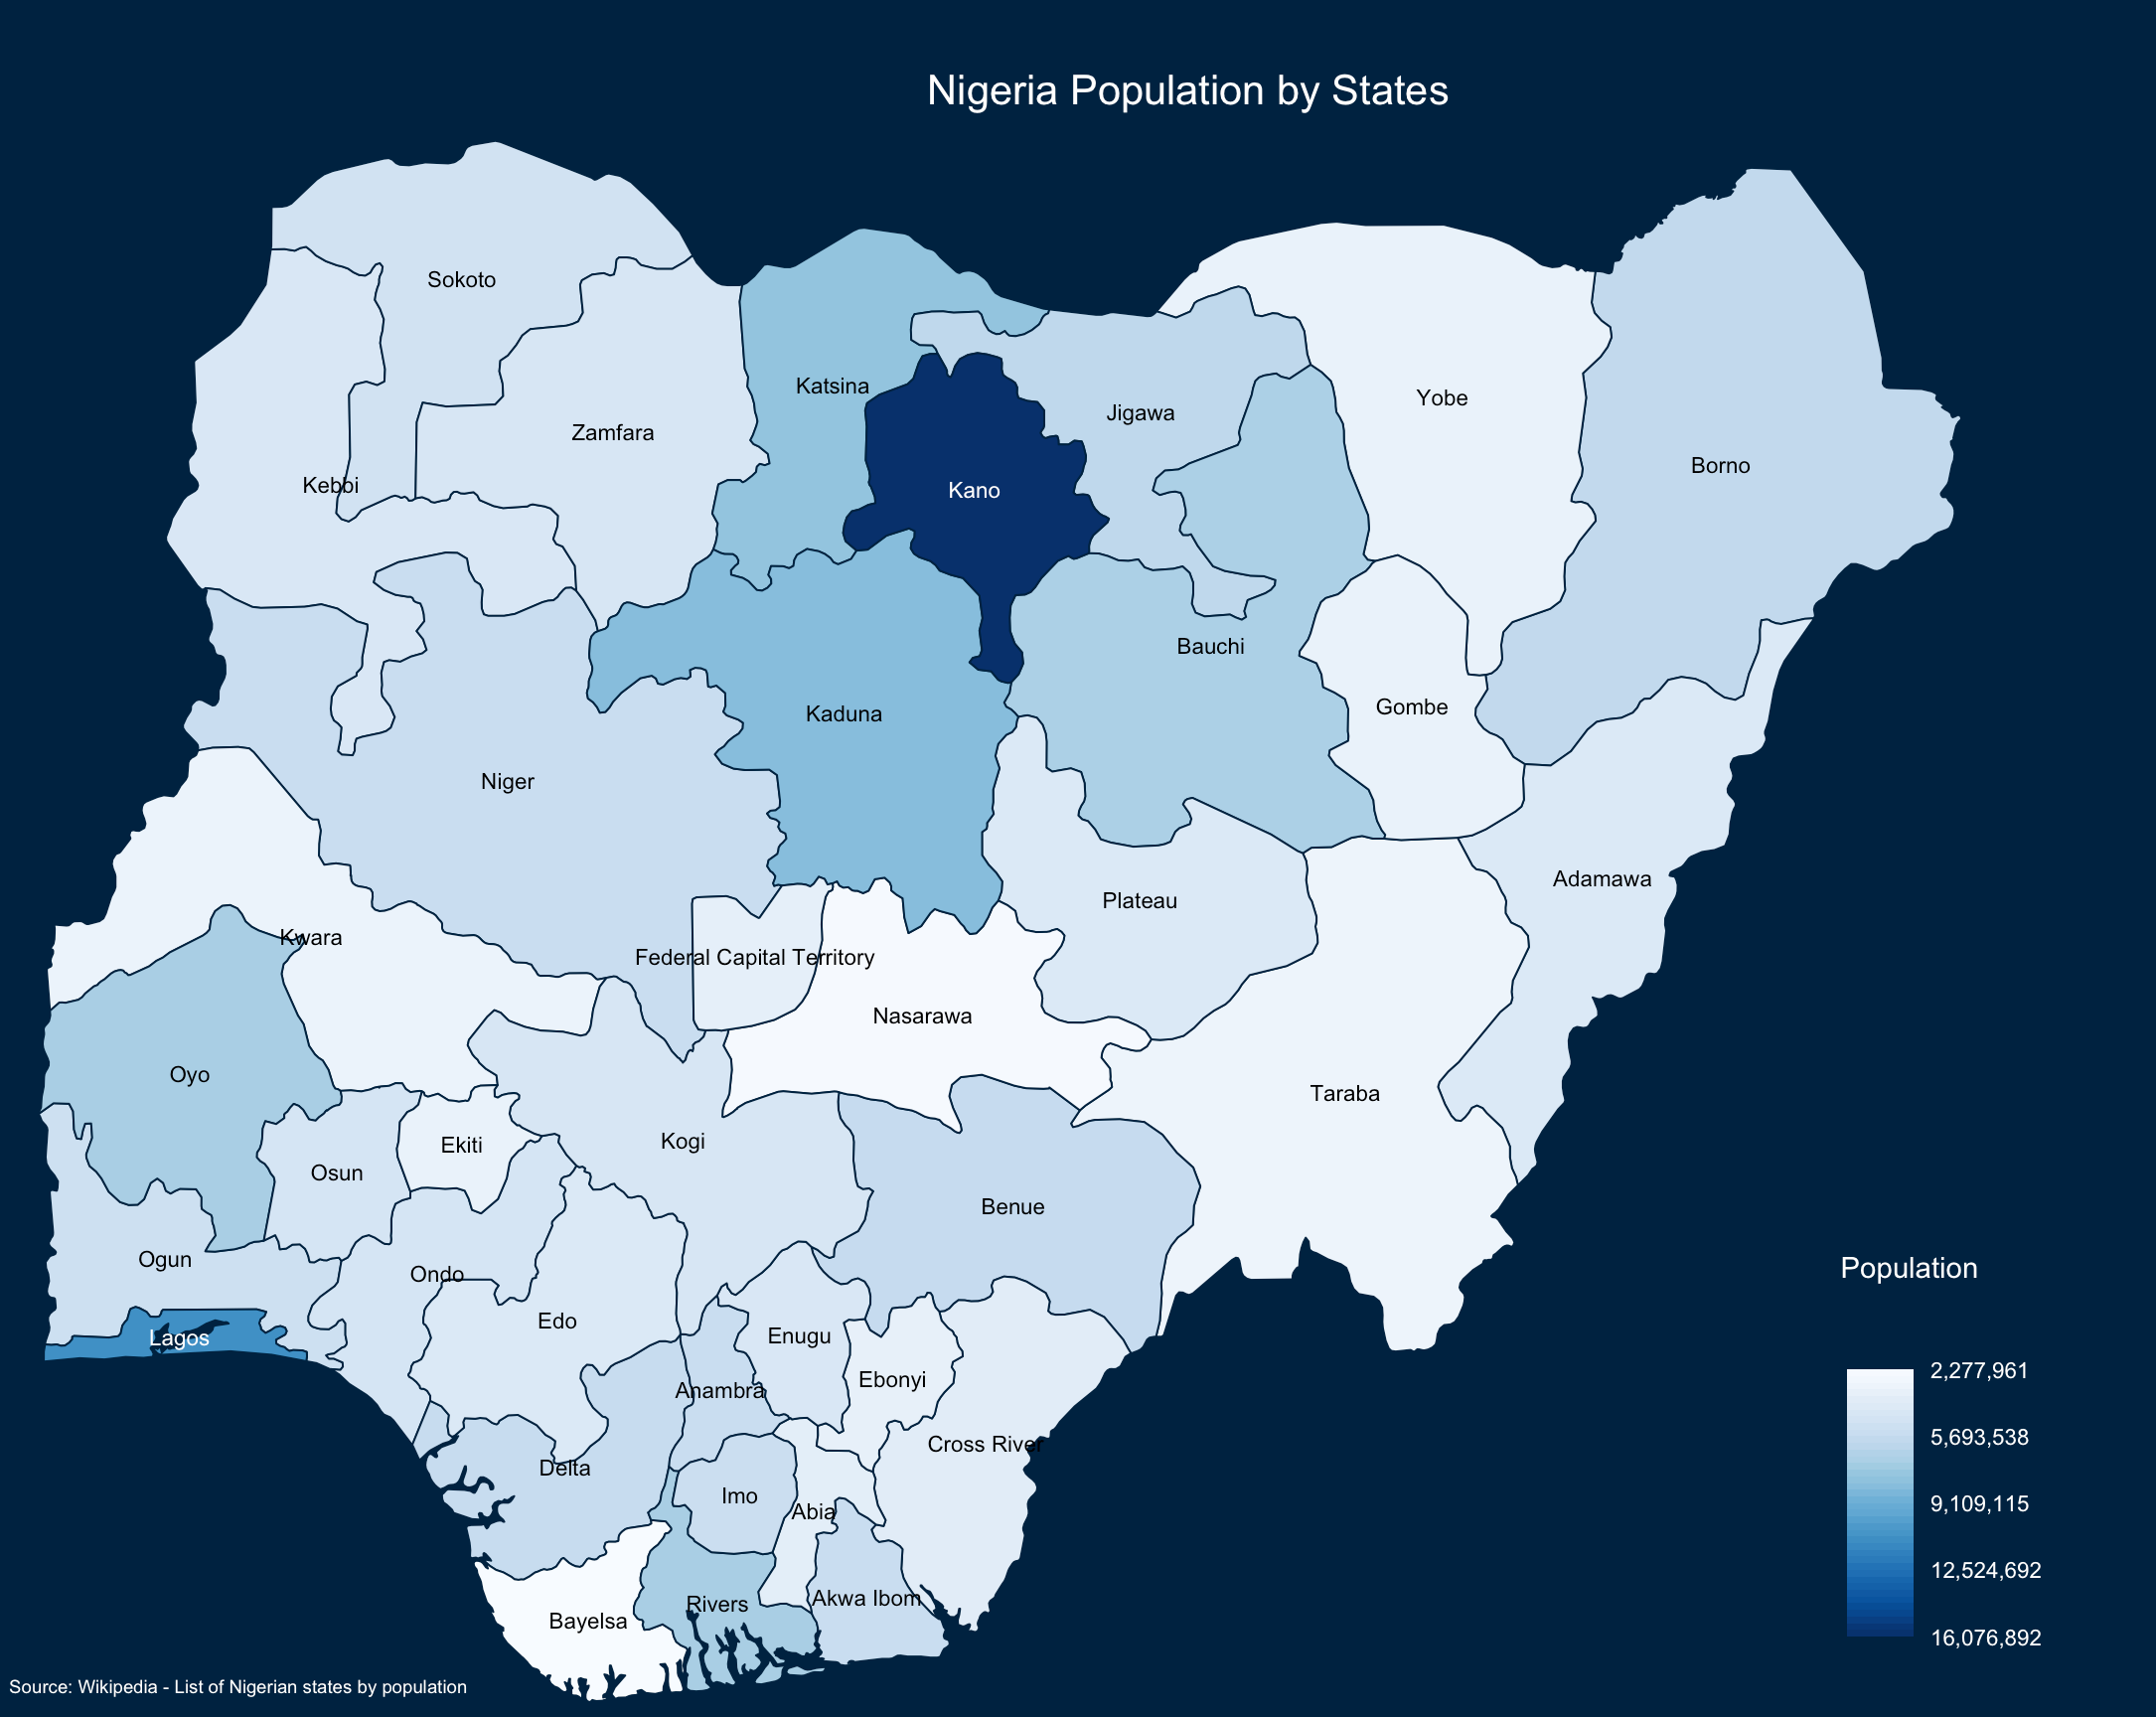 Nigeria Population by States
Sokoto
Katsina
Yobe
Jigawa
Zamfara
Borno
Kebbi
Kano
Bauchi
Gombe
Kaduna
Niger
Adamawa
Plateau
Kwara
Federal Capital Territory
Nasarawa
Oyo
Taraba
Kogi
Ekiti
Osun
Benue
Ogun
Ondo
Edo
Enugu
Lagos
Ebonyi
Anambra
Cross River
Delta
Imo
Abia
Akwa Ibom
Rivers
Bayelsa
Population
2,277,961
5,693,538
9,109,115
12,524,692
16,076,892
Source: Wikipedia - List of Nigerian states by population